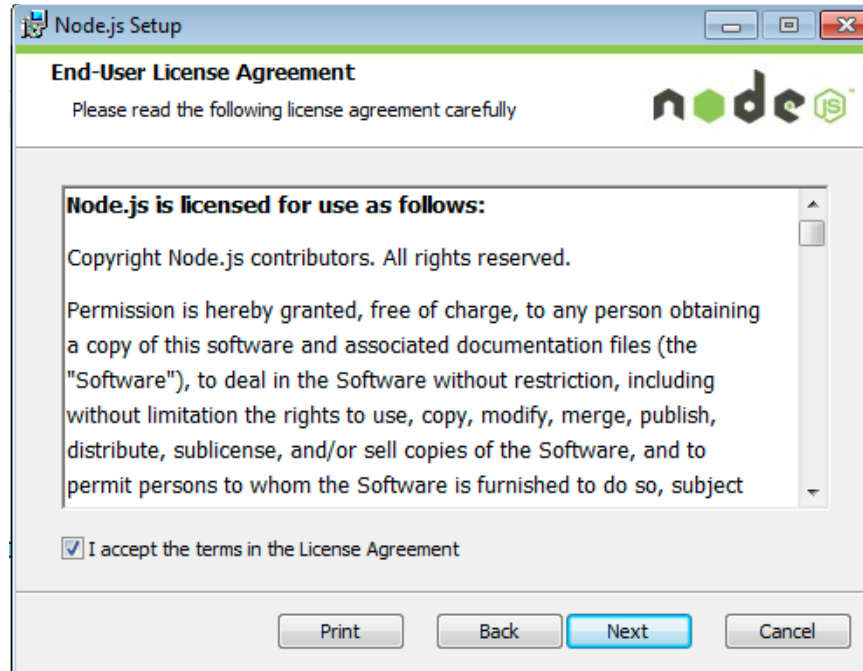 Node.js Setup
End-User License Agreement
Please read the following license agreement carefully
node JS™
Node.js is licensed for use as follows:
Copyright Node.js contributors. All rights reserved.
Permission is hereby granted, free of charge, to any person obtaining
a copy of this software and associated documentation files (the
"Software"), to deal in the Software without restriction, including
without limitation the rights to use, copy, modify, merge, publish,
distribute, sublicense, and/or sell copies of the Software, and to
permit persons to whom the Software is furnished to do so, subject
I accept the terms in the License Agreement
Print
Back
Next
Cancel